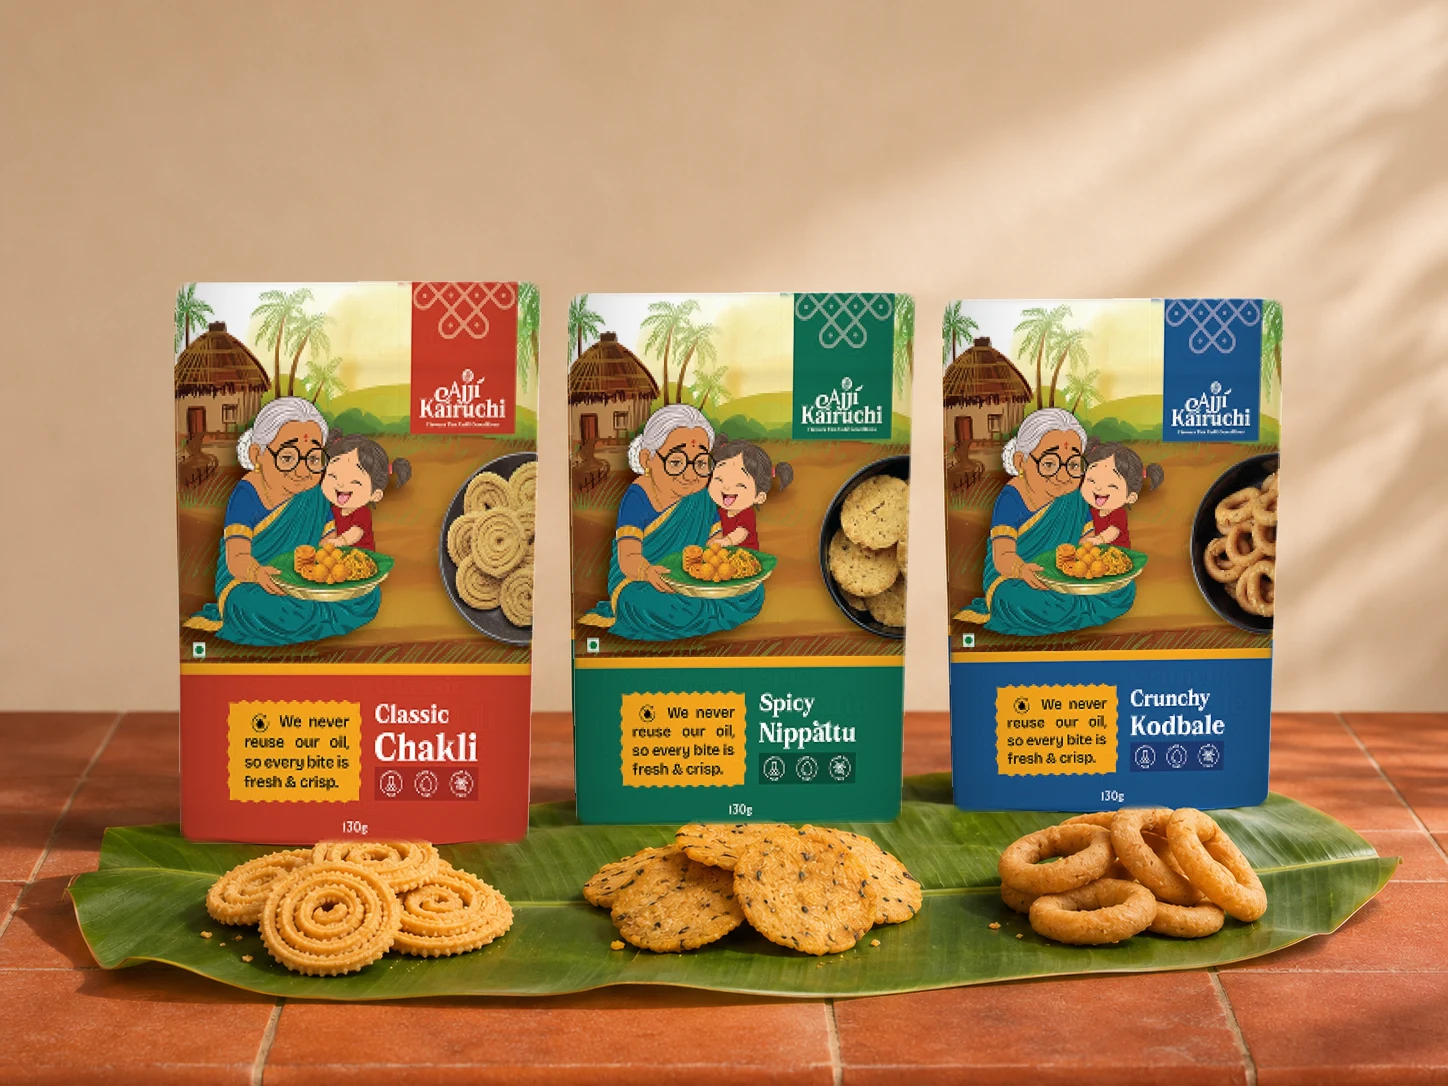 Ajji
Kairuchi
We never
reuse our oil,
so every bite is
fresh & crisp.
Classic
Chakli
130g
Ajji
Kairuchi
We never
reuse our oil,
so every bite is
fresh & crisp.
Spicy
Nippattu
130g
Ajji
Kairuchi
We never
reuse our oil,
so every bite is
fresh & crisp.
Crunchy
Kodbale
130g